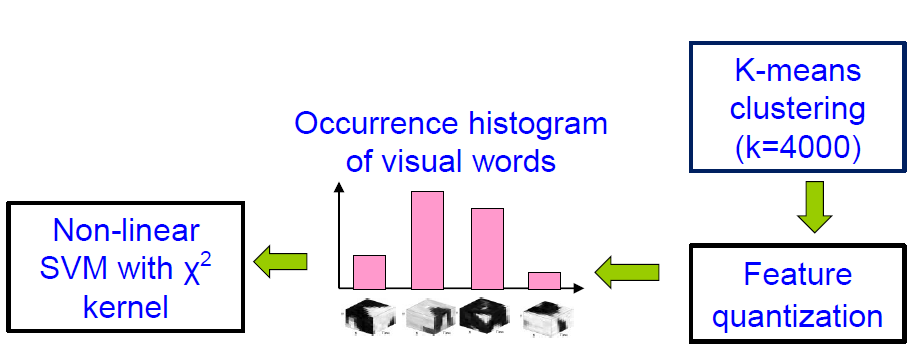 K-means
clustering
(k=4000)
Occurrence histogram
of visual words
Non-linear
SVM with χ²
kernel
Feature
quantization